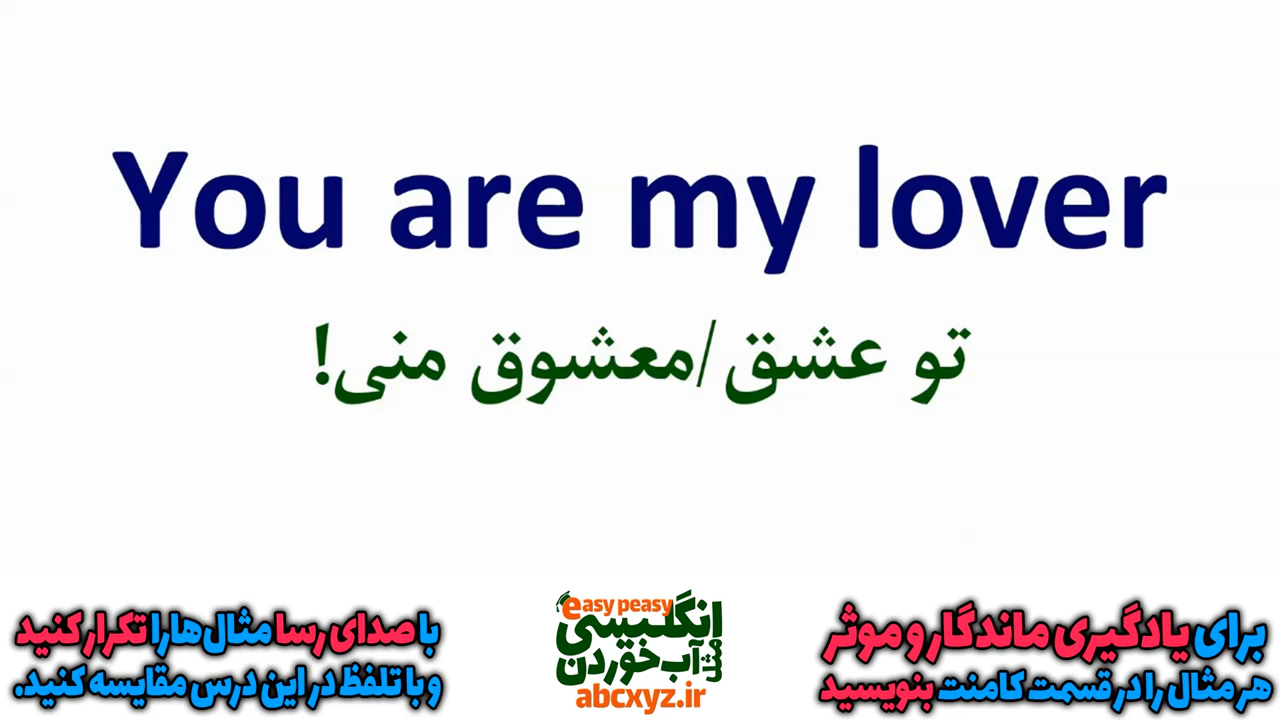 You are my lover
تو عشق/معشوق منی!
برای یادگیری ماندگار و موثر
هر مثال را در قسمت کامنت بنویسید
easy peasy
انگلیسی
مثل
آب خوردن
abcxyz.ir
با صدای رسا مثال‌ها را تکرار کنید
و با تلفظ در این درس مقایسه کنید.